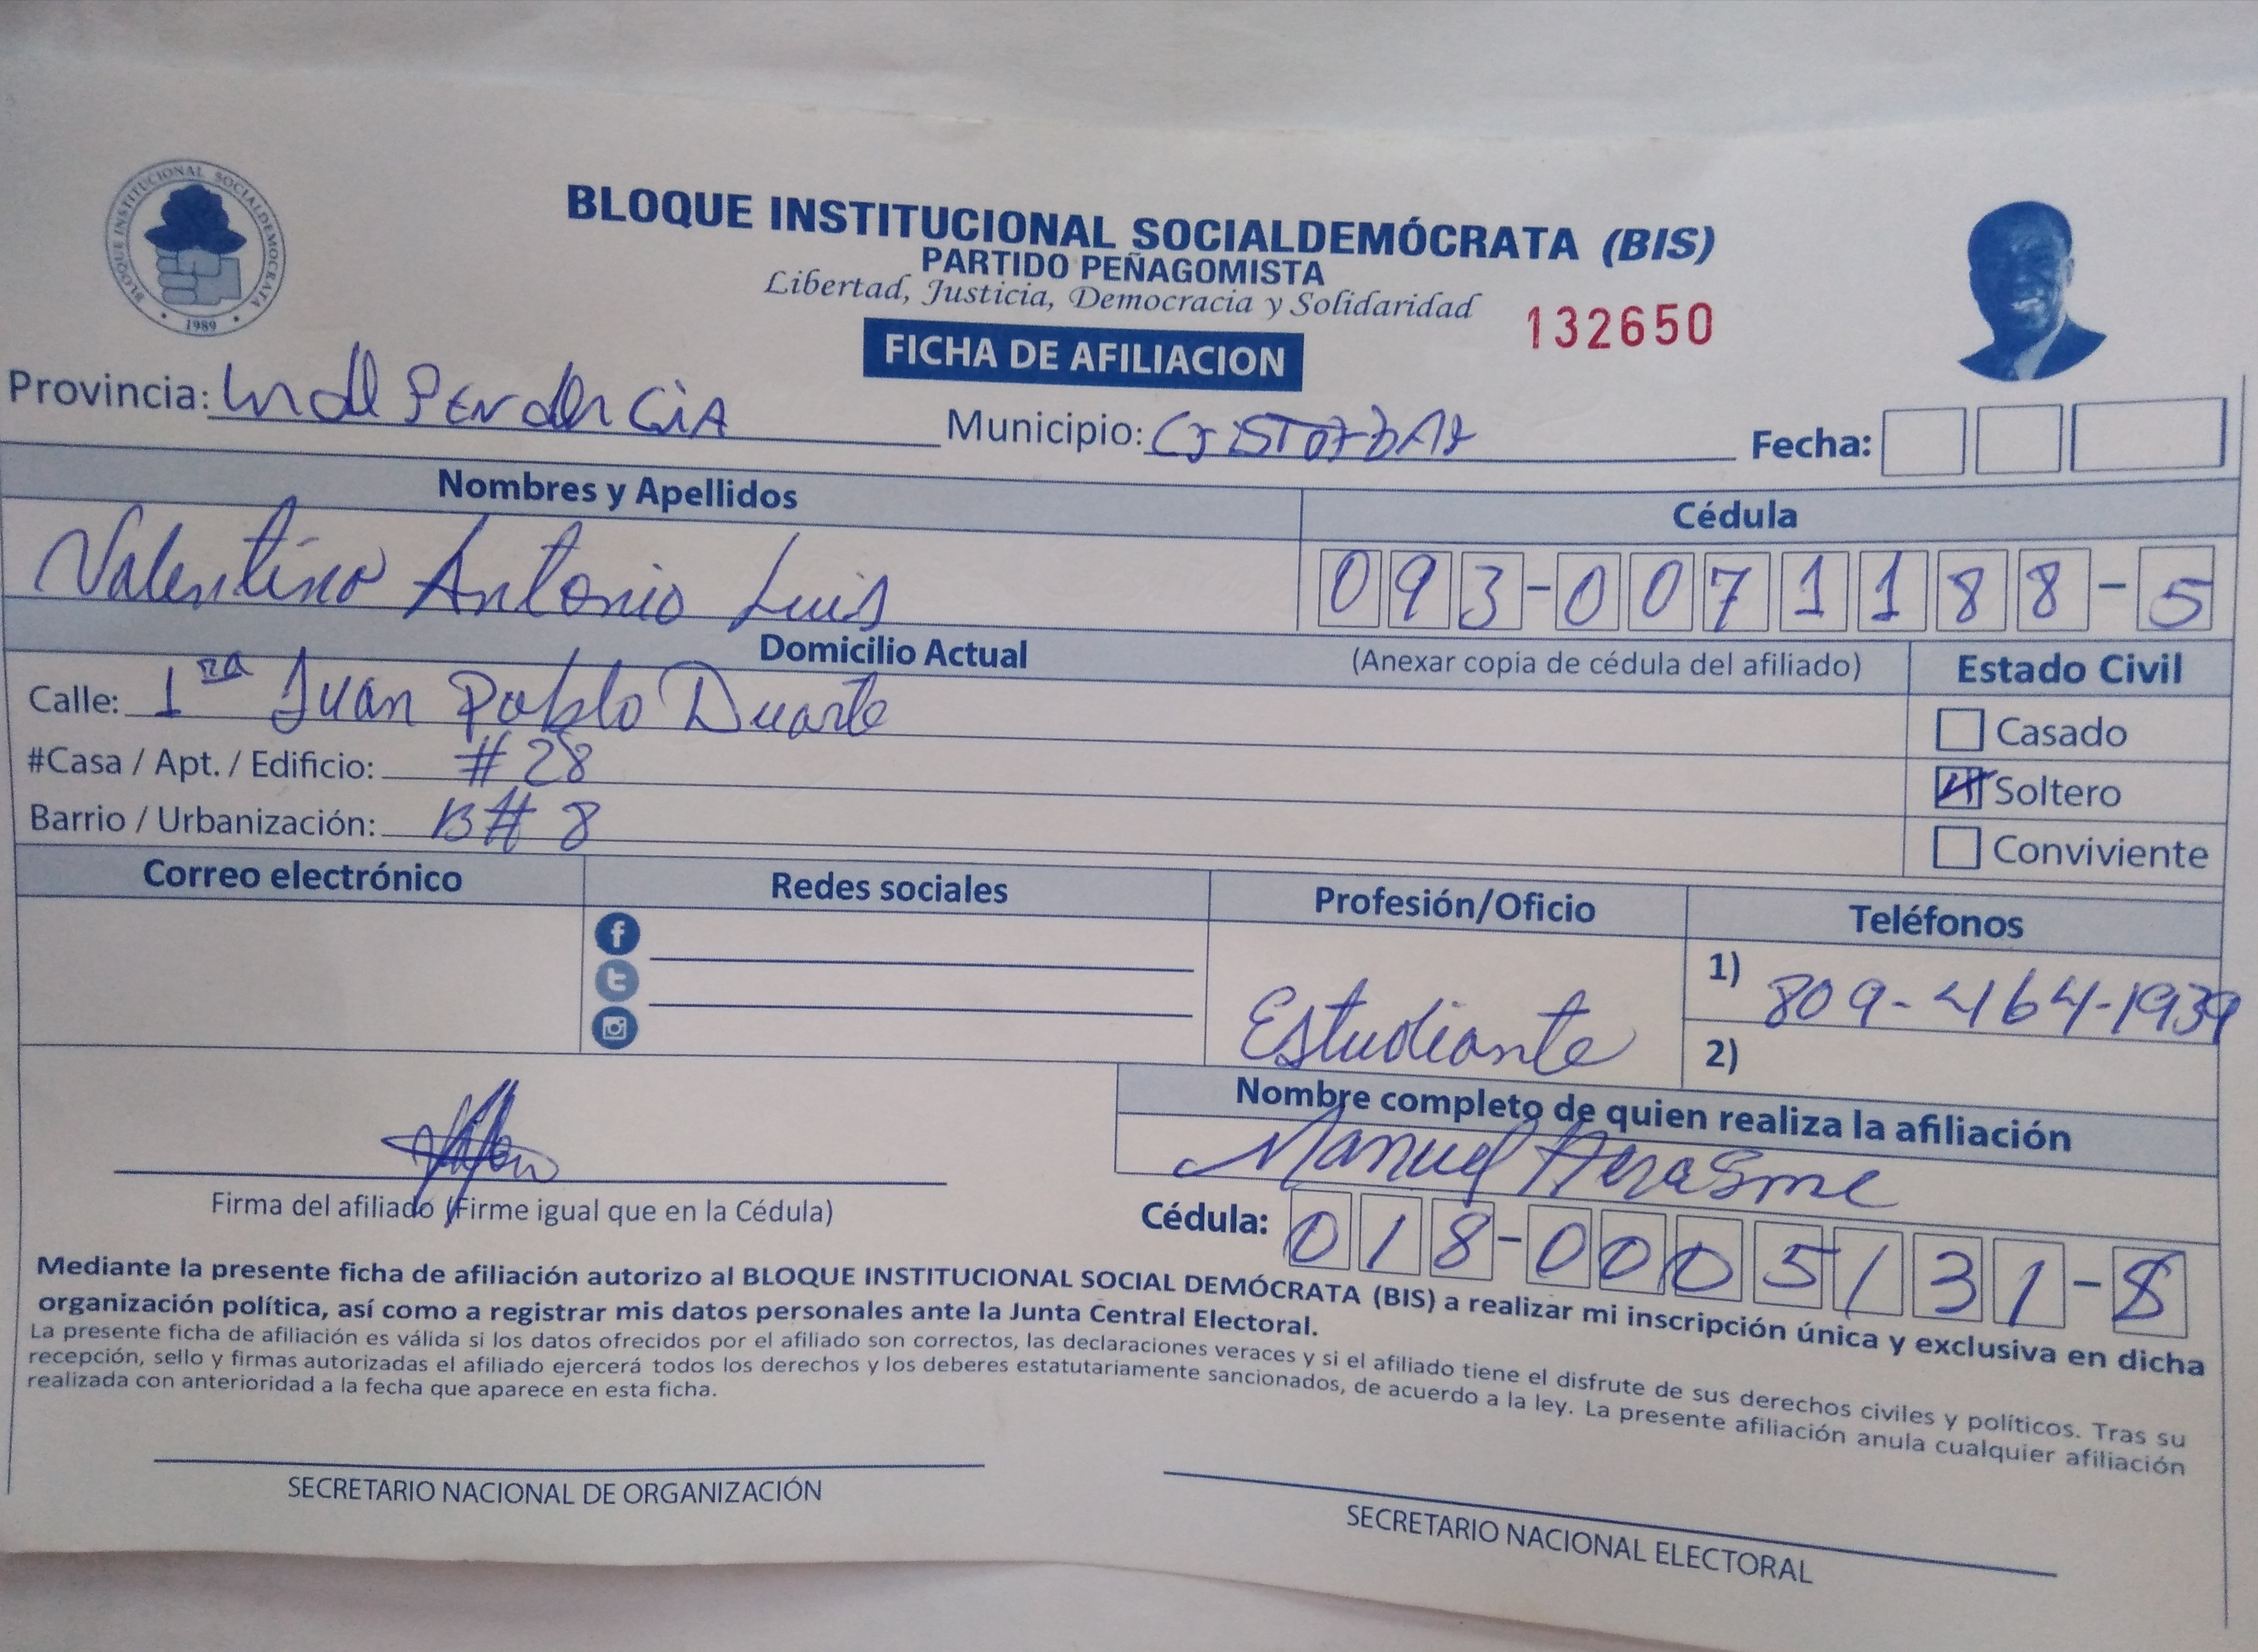 BLOQUE INSTITUCIONAL SOCIALDEMOCRATA
1989
BLOQUE INSTITUCIONAL SOCIALDEMÓCRATA (BIS)
PARTIDO PEÑAGOMISTA
Libertad, Justicia, Democracia y Solidaridad
132650
FICHA DE AFILIACION
Provincia: Independencia Municipio: Cristobal Fecha:
Nombres y Apellidos Cédula
Valentino Antonio Luis 093-0071188-5
Domicilio Actual (Anexar copia de cédula del afiliado) Estado Civil
Calle: 1ra Juan Pablo Duarte
Casado
#Casa / Apt. / Edificio: #28
Soltero
Barrio / Urbanización: B# 8
Conviviente
Correo electrónico Redes sociales Profesión/Oficio Teléfonos
1) 809-464-1939
Estudiante
2)
Nombre completo de quien realiza la afiliación
Manuel Herasme
Firma del afiliado (Firme igual que en la Cédula)
Cédula: 018-0005131-8
Mediante la presente ficha de afiliación autorizo al BLOQUE INSTITUCIONAL SOCIAL DEMÓCRATA (BIS) a realizar mi inscripción única y exclusiva en dicha
organización política, así como a registrar mis datos personales ante la Junta Central Electoral.
La presente ficha de afiliación es válida si los datos ofrecidos por el afiliado son correctos, las declaraciones veraces y si el afiliado tiene el disfrute de sus derechos civiles y políticos. Tras su
recepción, sello y firmas autorizadas el afiliado ejercerá todos los derechos y los deberes estatutariamente sancionados, de acuerdo a la ley. La presente afiliación anula cualquier afiliación
realizada con anterioridad a la fecha que aparece en esta ficha.
SECRETARIO NACIONAL DE ORGANIZACIÓN
SECRETARIO NACIONAL ELECTORAL